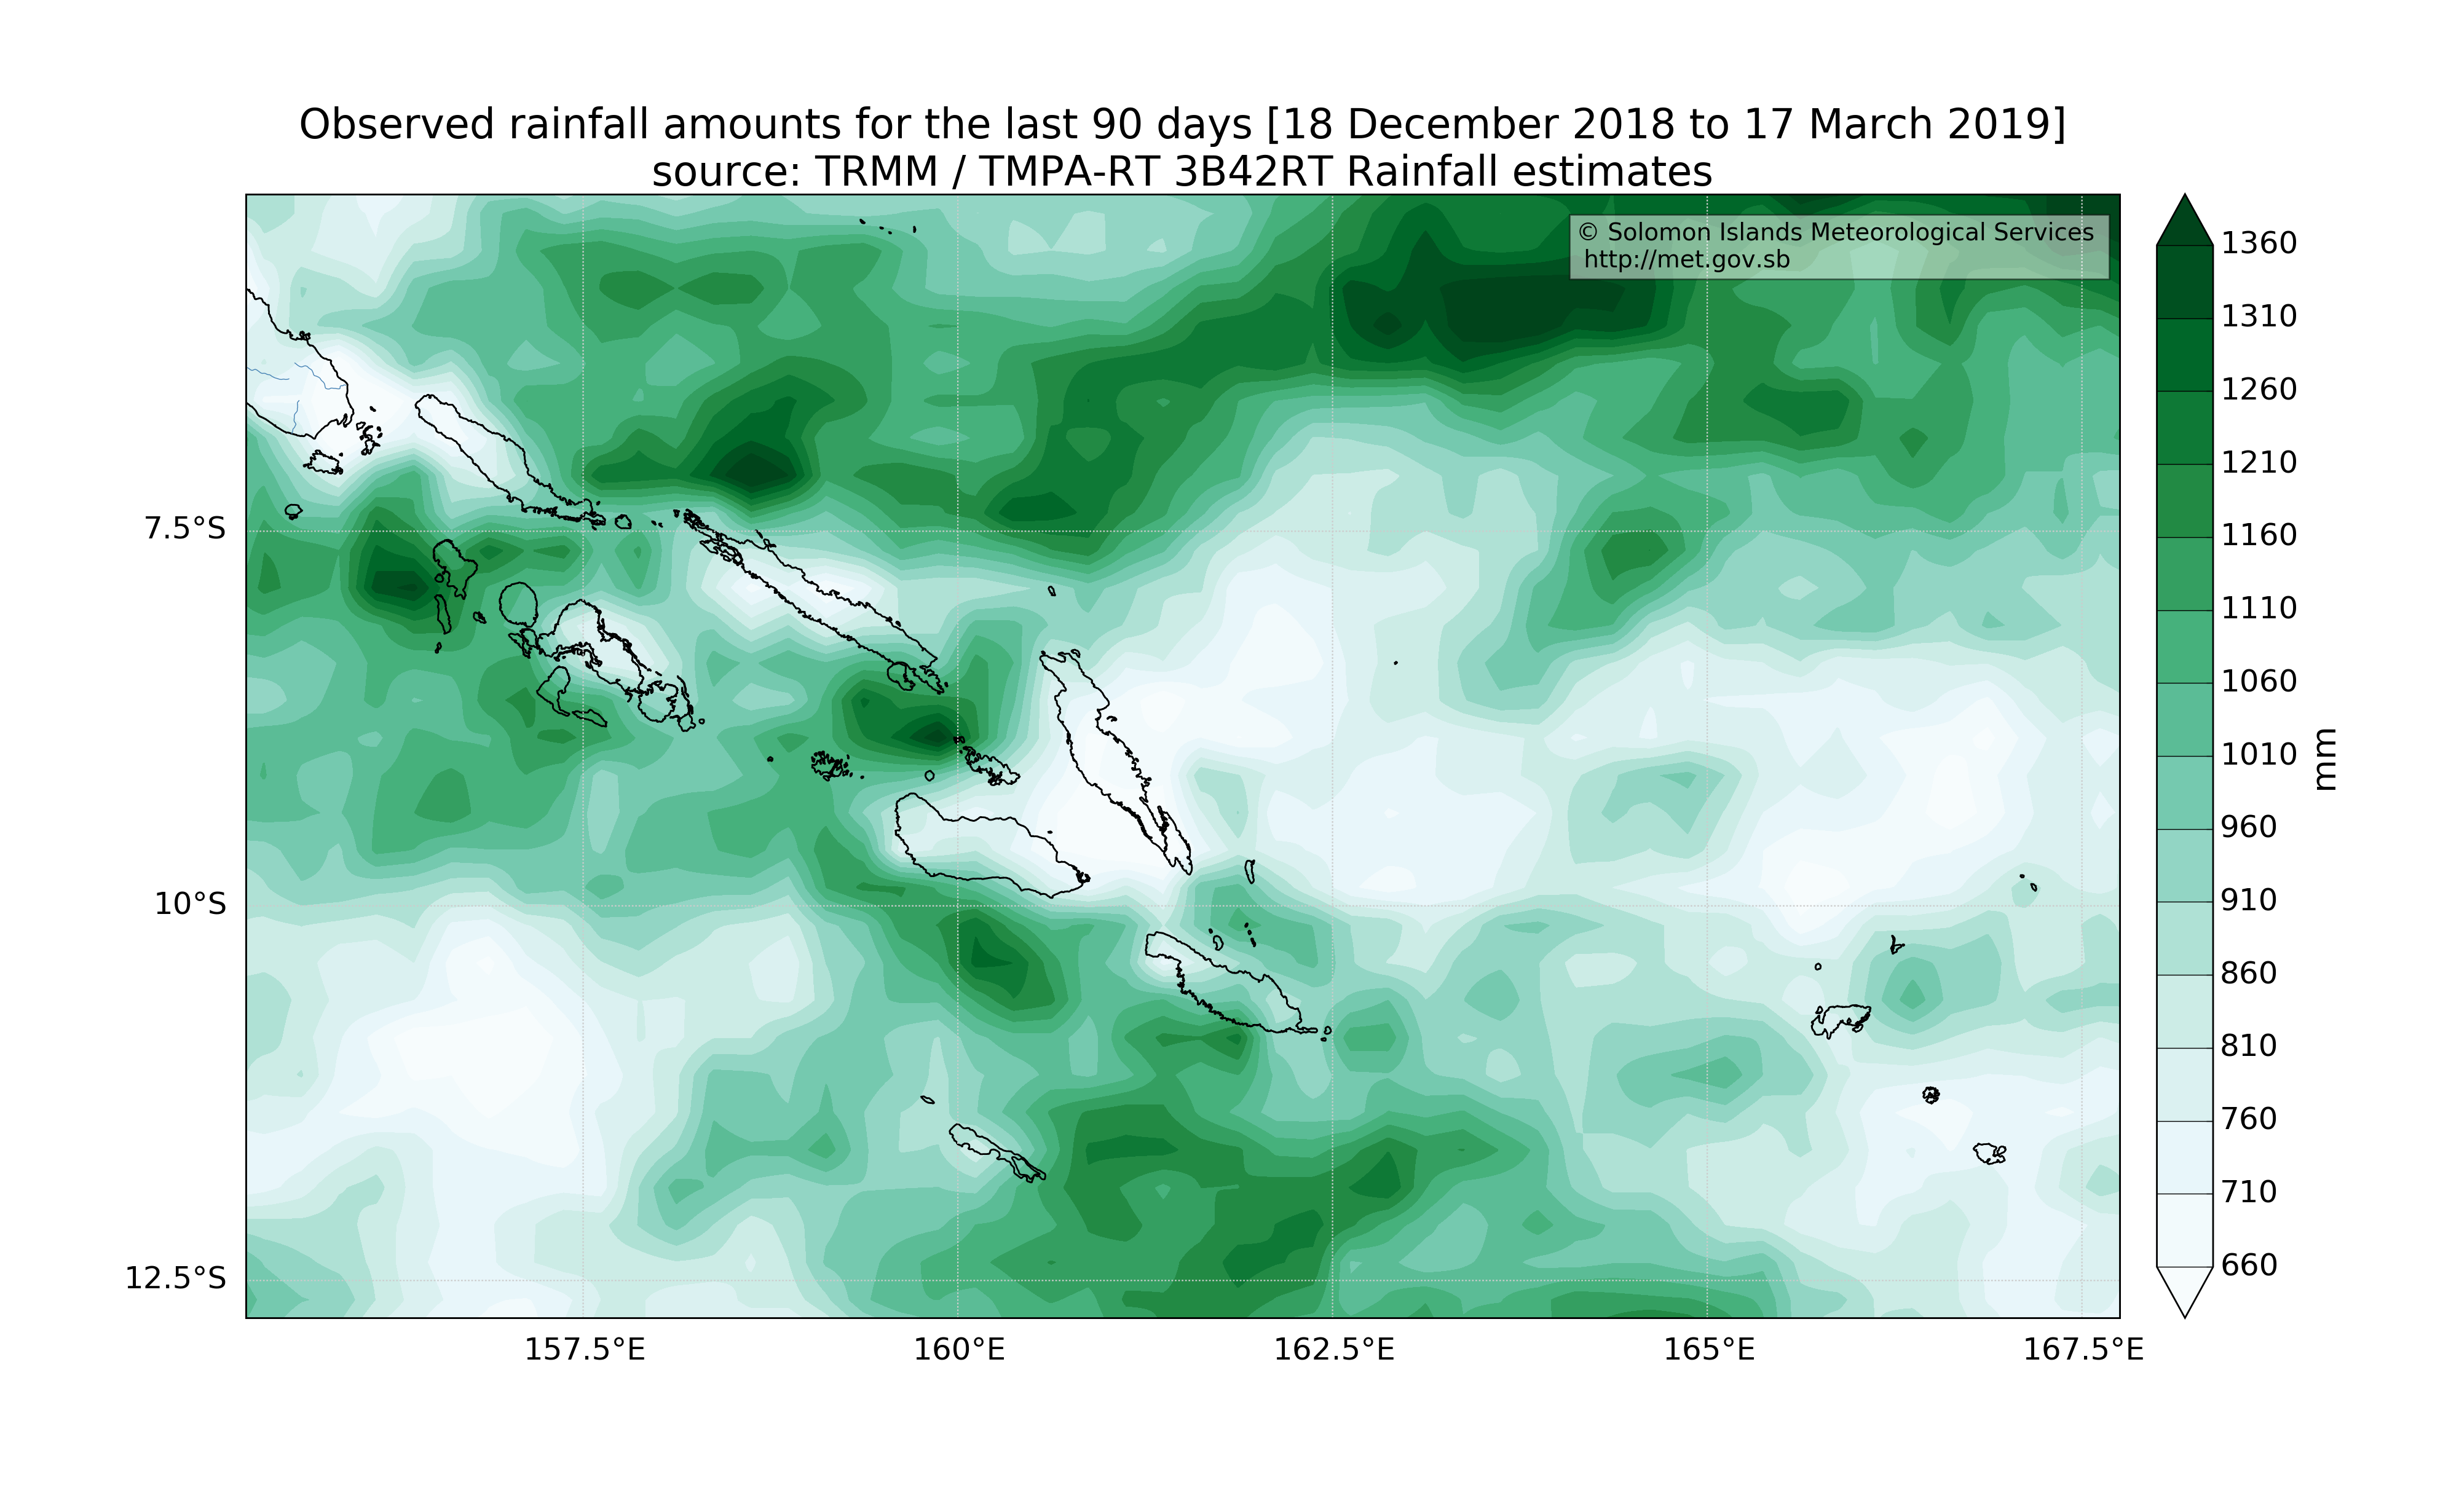 Observed rainfall amounts for the last 90 days [18 December 2018 to 17 March 2019]
source: TRMM / TMPA-RT 3B42RT Rainfall estimates
© Solomon Islands Meteorological Services
http://met.gov.sb
7.5°S
10°S
12.5°S
157.5°E
160°E
162.5°E
165°E
167.5°E
1360
1310
1260
1210
1160
1110
1060
1010
960
910
860
810
760
710
660
mm